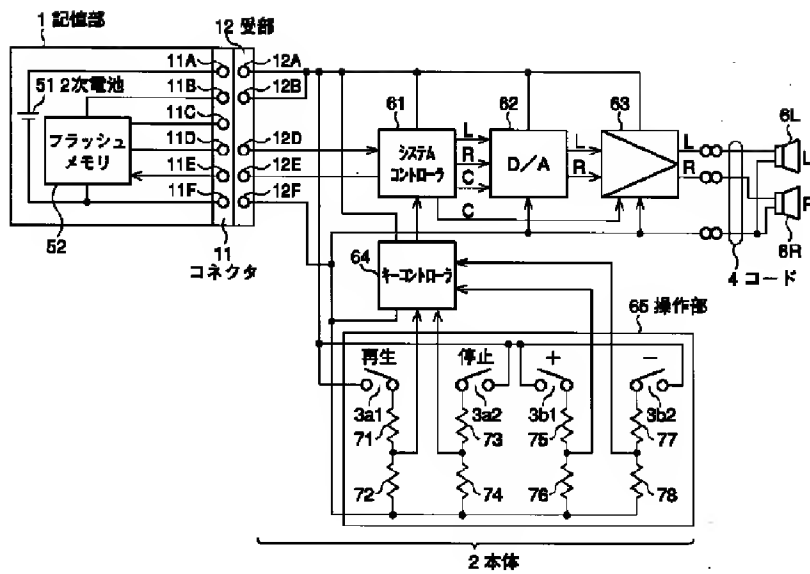 1 記憶部
12 受部
11A
12A
51 2次電池
11B
12B
11C
フラッシュ
メモリ
11D
12D
11E
12E
11F
12F
52
11
コネクタ
61
62
63
システム
コントローラ
L
R
C
D/A
L
R
C
L
R
6L
L
R
6R
4 コード
64
キーコントローラ
65 操作部
再生
停止
+
−
3a1
3a2
3b1
3b2
71
73
75
77
72
74
76
78
2 本体